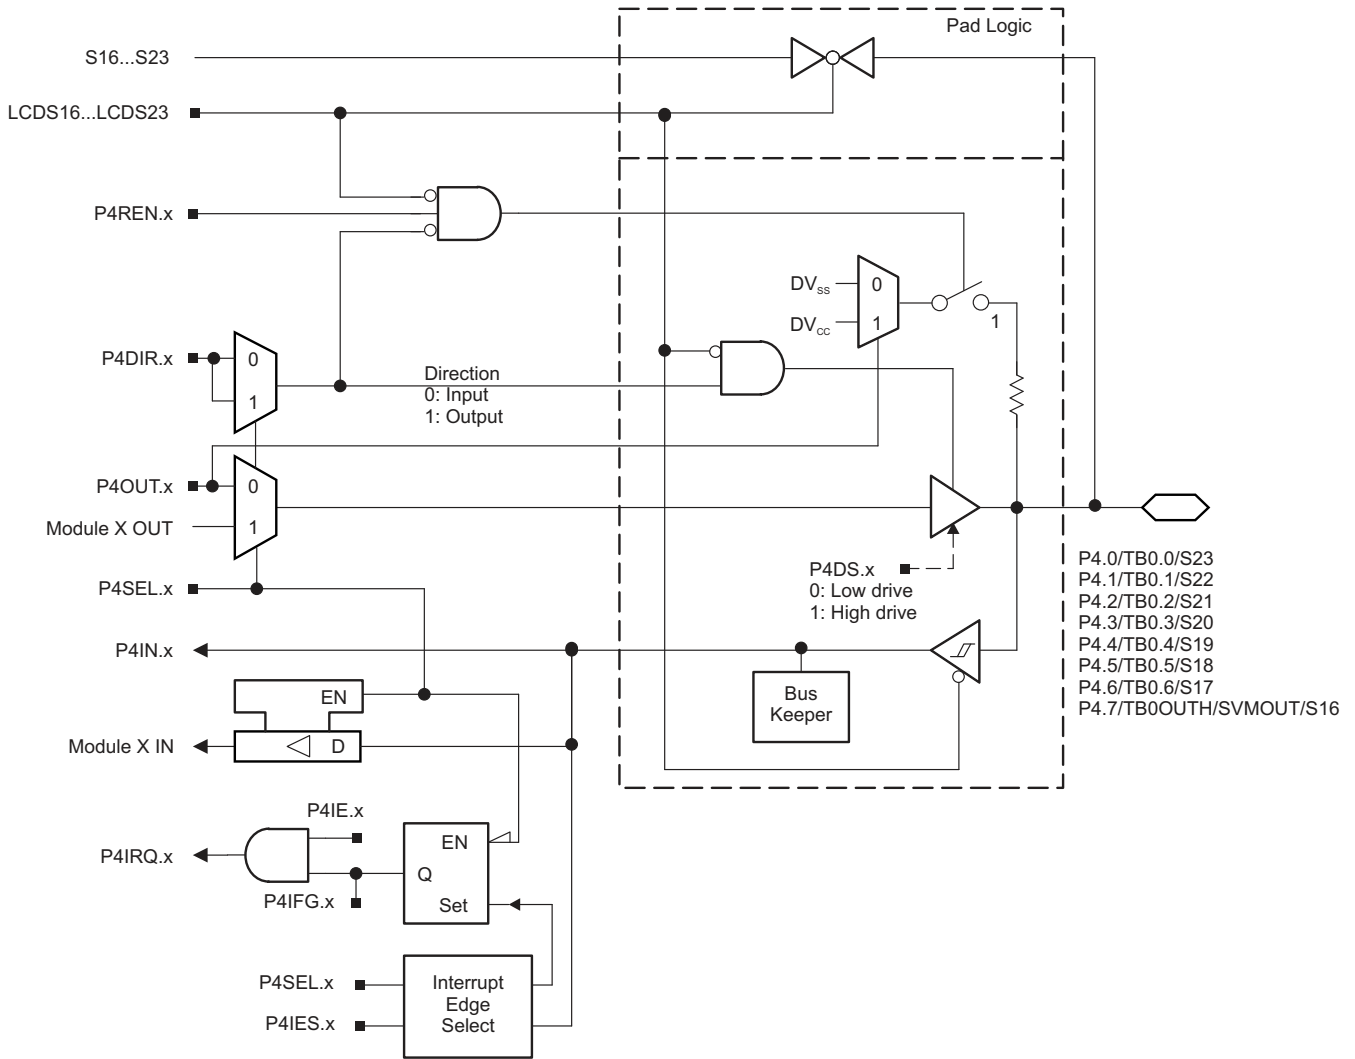 Pad Logic
S16...S23
LCDS16...LCDS23
P4REN.x
DVSS
0
DVCC
1
1
P4DIR.x
0
1
Direction
0: Input
1: Output
P4OUT.x
0
Module X OUT
1
P4DS.x
0: Low drive
1: High drive
P4.0/TB0.0/S23
P4.1/TB0.1/S22
P4.2/TB0.2/S21
P4.3/TB0.3/S20
P4.4/TB0.4/S19
P4.5/TB0.5/S18
P4.6/TB0.6/S17
P4.7/TB0OUTH/SVMOUT/S16
P4SEL.x
P4IN.x
Bus
Keeper
EN
Module X IN
D
P4IE.x
P4IRQ.x
EN
Q
Set
P4IFG.x
P4SEL.x
P4IES.x
Interrupt
Edge
Select